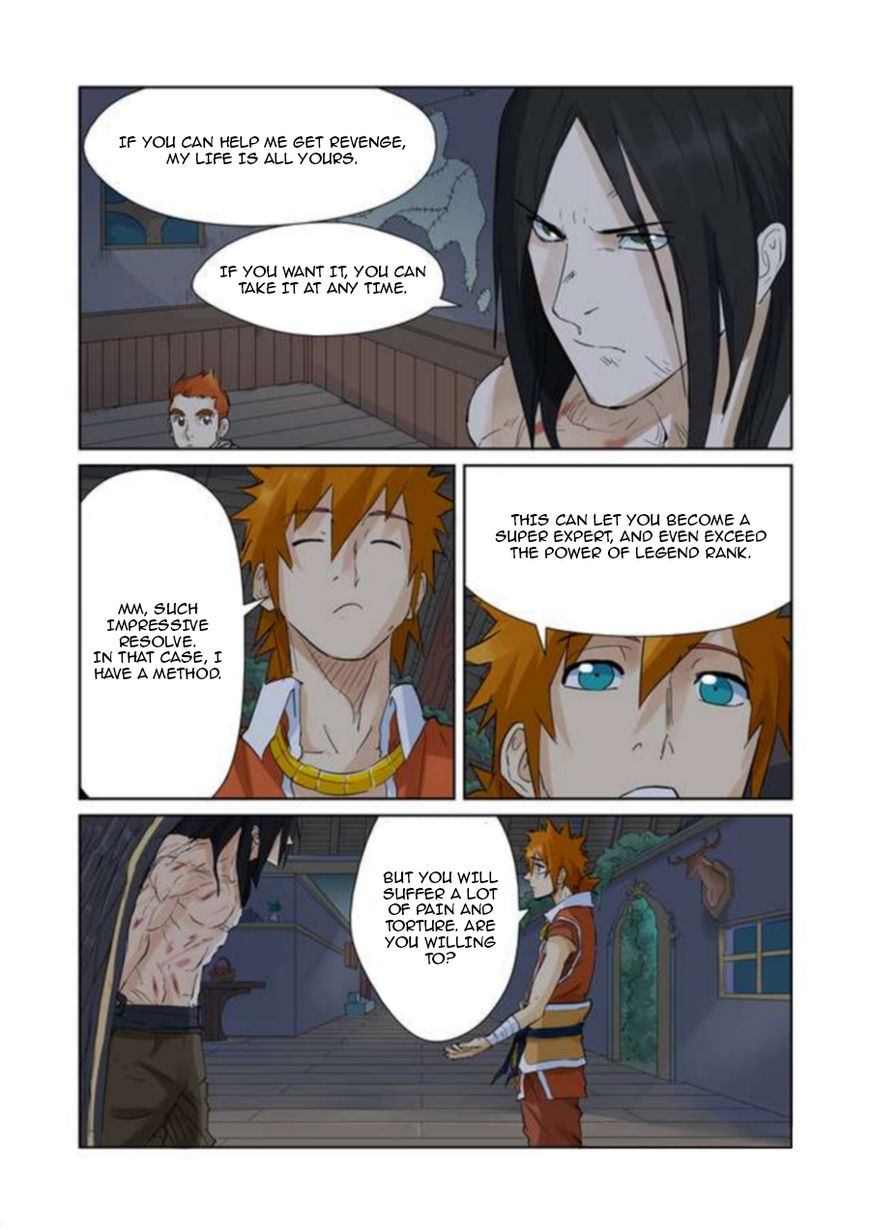 IF YOU CAN HELP ME GET REVENGE,
MY LIFE IS ALL YOURS.
IF YOU WANT IT, YOU CAN
TAKE IT AT ANY TIME.
MM, SUCH
IMPRESSIVE
RESOLVE.
IN THAT CASE, I
HAVE A METHOD.
THIS CAN LET YOU BECOME A
SUPER EXPERT, AND EVEN EXCEED
THE POWER OF LEGEND RANK.
BUT YOU WILL
SUFFER A LOT
OF PAIN AND
TORTURE. ARE
YOU WILLING
TO?